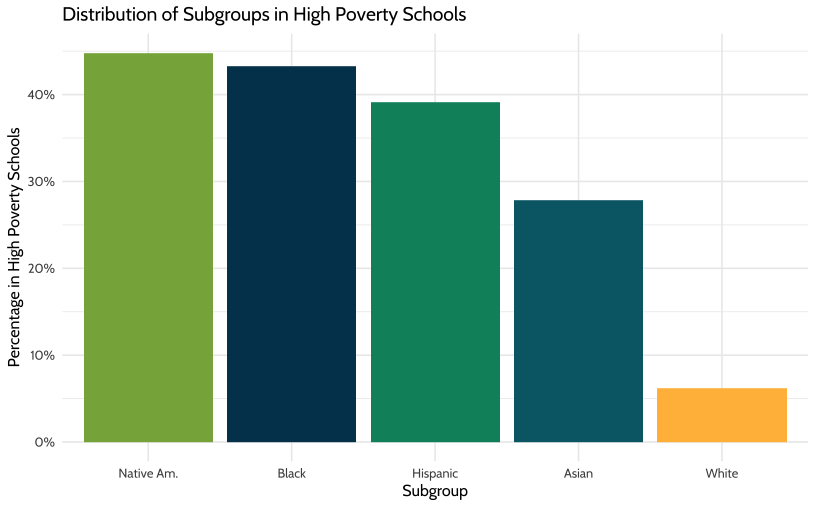 Distribution of Subgroups in High Poverty Schools
Percentage in High Poverty Schools
40%
30%
20%
10%
0%
Native Am.
Black
Hispanic
Asian
White
Subgroup